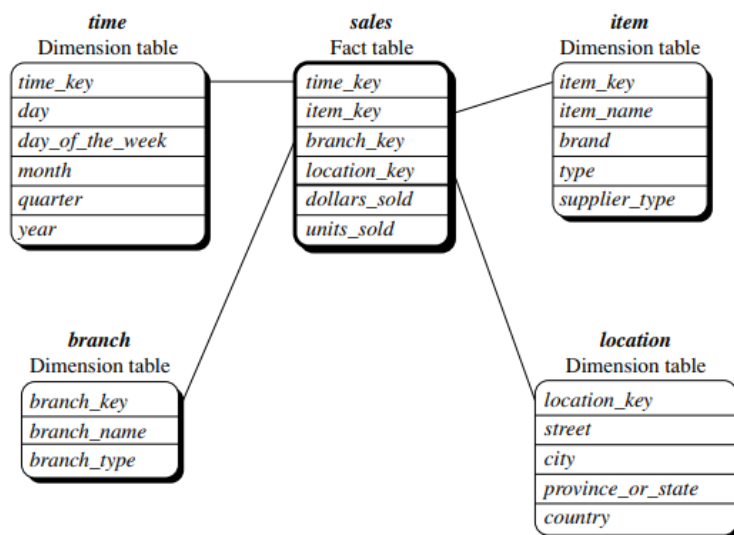 time
Dimension table
time_key
day
day_of_the_week
month
quarter
year
sales
Fact table
time_key
item_key
branch_key
location_key
dollars_sold
units_sold
item
Dimension table
item_key
item_name
brand
type
supplier_type
branch
Dimension table
branch_key
branch_name
branch_type
location
Dimension table
location_key
street
city
province_or_state
country